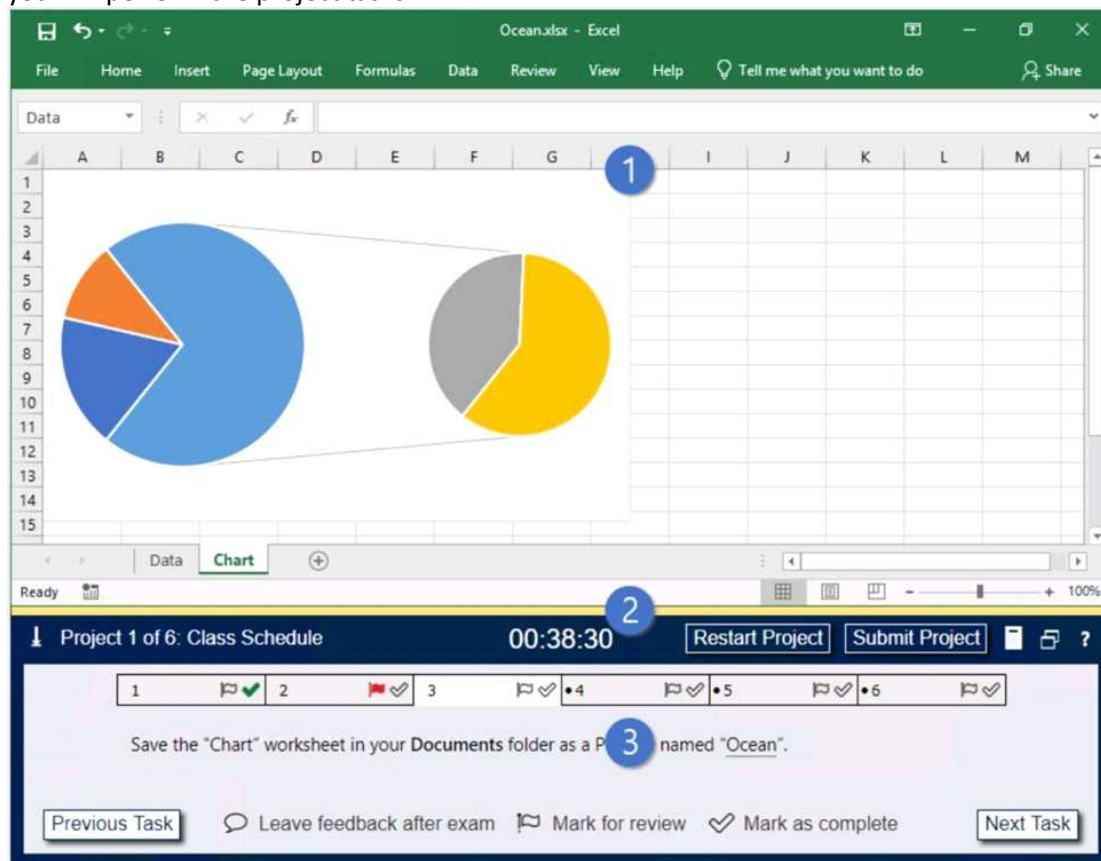 Ocean.xlsx - Excel
File Home Insert Page Layout Formulas Data Review View Help Tell me what you want to do Share
Data fx
A B C D E F G I J K L M
1
2
3
4
5
6
7
8
9
10
11
12
13
14
15
1
Data Chart
Ready 100%
2
Project 1 of 6: Class Schedule 00:38:30 Restart Project Submit Project ?
1 2 3 •4 •5 •6
Save the "Chart" worksheet in your Documents folder as a P named "Ocean".
3
Previous Task Leave feedback after exam Mark for review Mark as complete Next Task